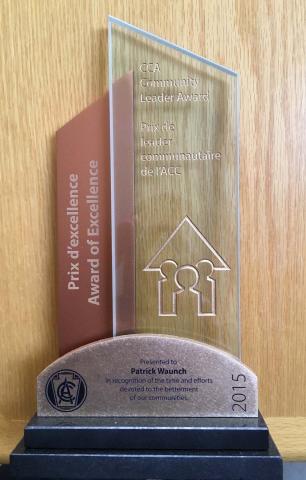 CCA
Community
Leader Award
Prix de
leader
communautaire
de l'ACC
Prix d'excellence
Award of Excellence
Presented to
Patrick Waunch
In recognition of the time and efforts
devoted to the betterment
of our communities.
2015